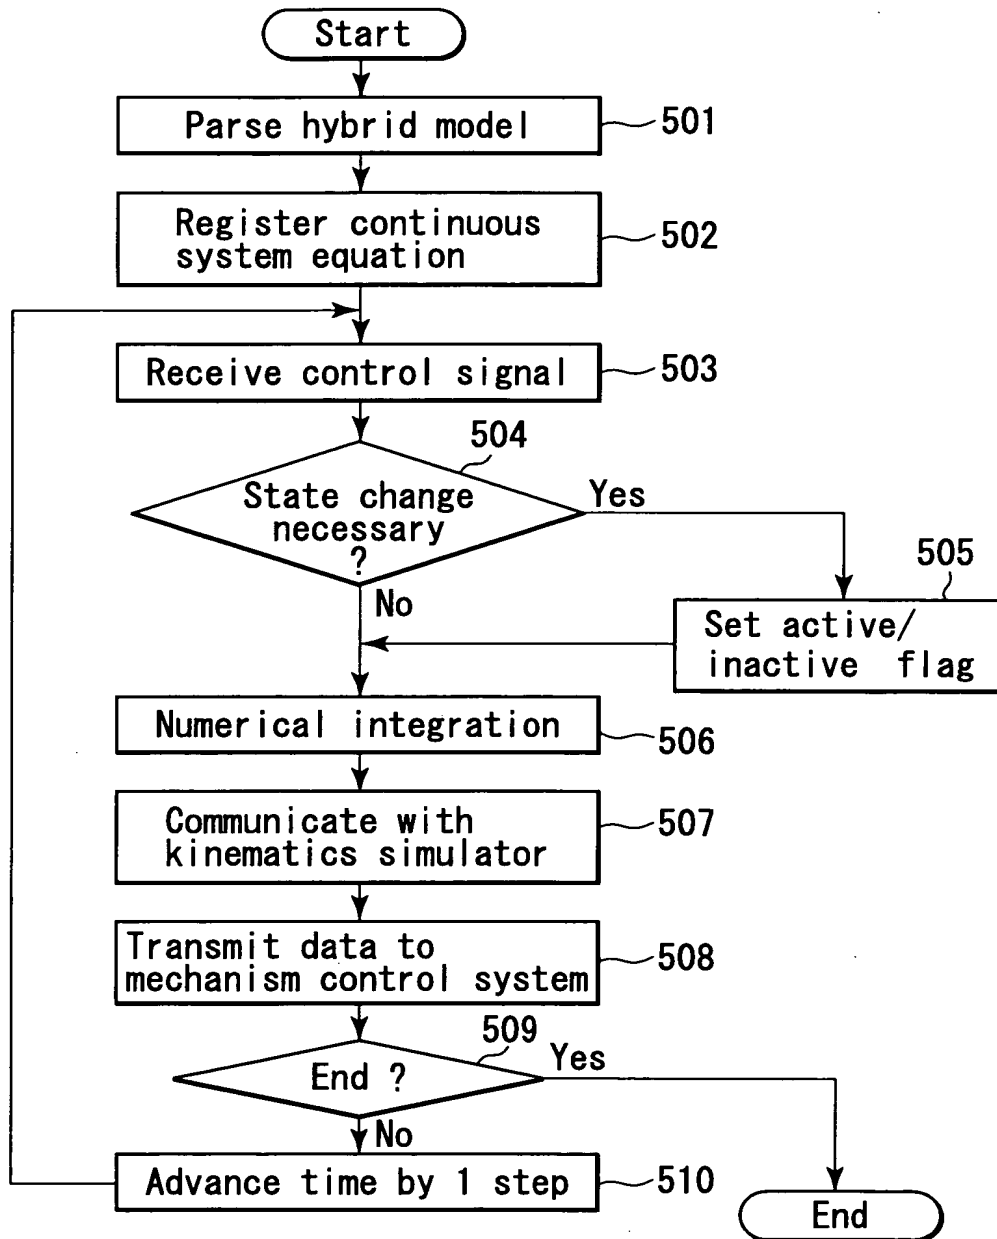 Start
Parse hybrid model
501
Register continuous
system equation
502
Receive control signal
503
504
State change
necessary
?
Yes
No
505
Set active/
inactive flag
Numerical integration
506
Communicate with
kinematics simulator
507
Transmit data to
mechanism control system
508
509
End ?
Yes
No
Advance time by 1 step
510
End